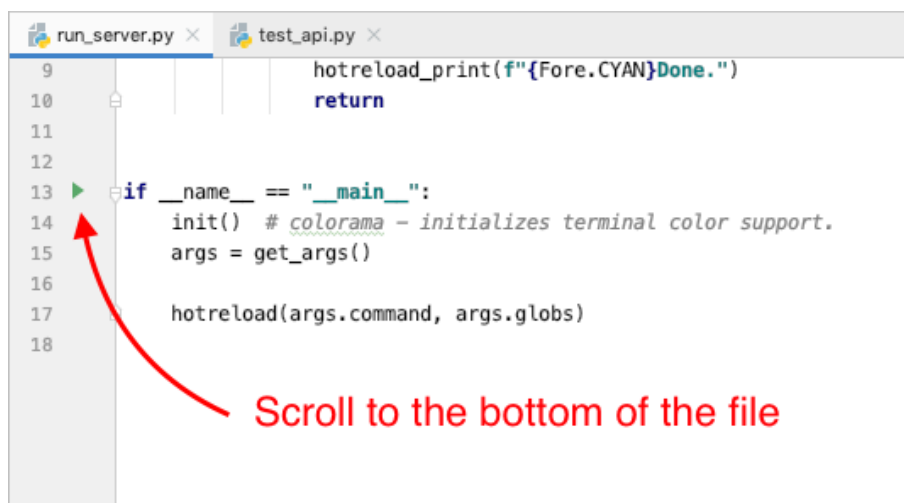 run_server.py × test_api.py ×
9 hotreload_print(f"{Fore.CYAN}Done.")
10 return
11
12
13 if __name__ == "__main__":
14 init()  # colorama – initializes terminal color support.
15 args = get_args()
16
17 hotreload(args.command, args.globs)
18
Scroll to the bottom of the file